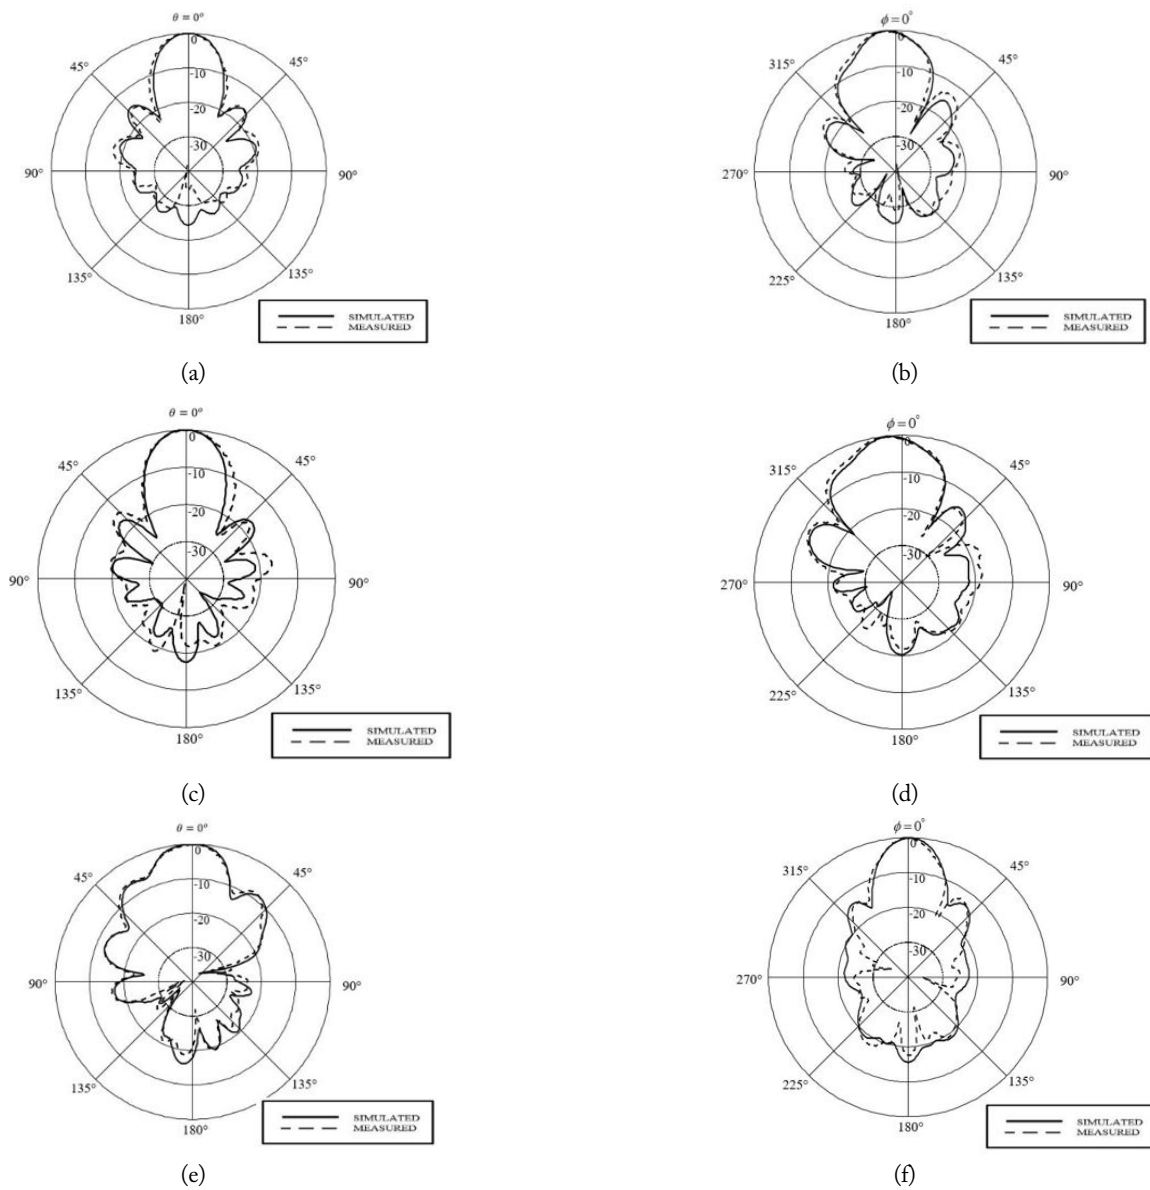 θ = 0°
0
45°
45°
-10
-20
-30
90°
90°
135°
135°
180°
SIMULATED
MEASURED
(a)
ϕ = 0°
0
315°
45°
-10
-20
-30
270°
90°
225°
135°
180°
SIMULATED
MEASURED
(b)
θ = 0°
0
45°
45°
-10
-20
-30
90°
90°
135°
135°
180°
SIMULATED
MEASURED
(c)
ϕ = 0°
0
315°
45°
-10
-20
-30
270°
90°
225°
135°
180°
SIMULATED
MEASURED
(d)
θ = 0°
0
45°
45°
-10
-20
-30
90°
90°
135°
135°
180°
SIMULATED
MEASURED
(e)
ϕ = 0°
0
315°
45°
-10
-20
-30
270°
90°
225°
135°
180°
SIMULATED
MEASURED
(f)